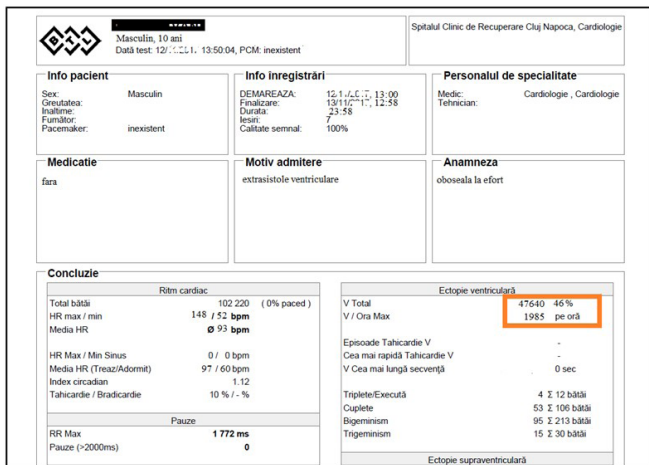 BTL
Masculin, 10 ani
Dată test: 12/ 13:50:04, PCM: inexistent
Spitalul Clinic de Recuperare Cluj Napoca, Cardiologie
Info pacient
Sex: Masculin
Greutatea:
Inaltime:
Fumător:
Pacemaker: inexistent
Info înregistrări
DEMAREAZA: 13:00
Finalizare: 12:58
Durata: 23:58
Iesiri: 7
Calitate semnal: 100%
Personalul de specialitate
Medic: Cardiologie , Cardiologie
Tehnician:
Medicatie
fara
Motiv admitere
extrasistole ventriculare
Anamneza
oboseala la efort
Concluzie
Ritm cardiac
Total bătăi 102 220 ( 0% paced )
HR max / min 148 / 52 bpm
Media HR Ø 93 bpm
HR Max / Min Sinus 0 / 0 bpm
Media HR (Treaz/Adormit) 97 / 60 bpm
Index circadian 1.12
Tahicardie / Bradicardie 10 % / - %
Pauze
RR Max 1 772 ms
Pauze (>2000ms) 0
Ectopie ventriculară
V Total 47640 46%
V / Ora Max 1985 pe oră
Episoade Tahicardie V -
Cea mai rapidă Tahicardie V -
V Cea mai lungă secvență 0 sec
Triplete/Execută 4 Σ 12 bătăi
Cuplete 53 Σ 106 bătăi
Bigeminism 95 Σ 213 bătăi
Trigeminism 15 Σ 30 bătăi
Ectopie supraventriculară